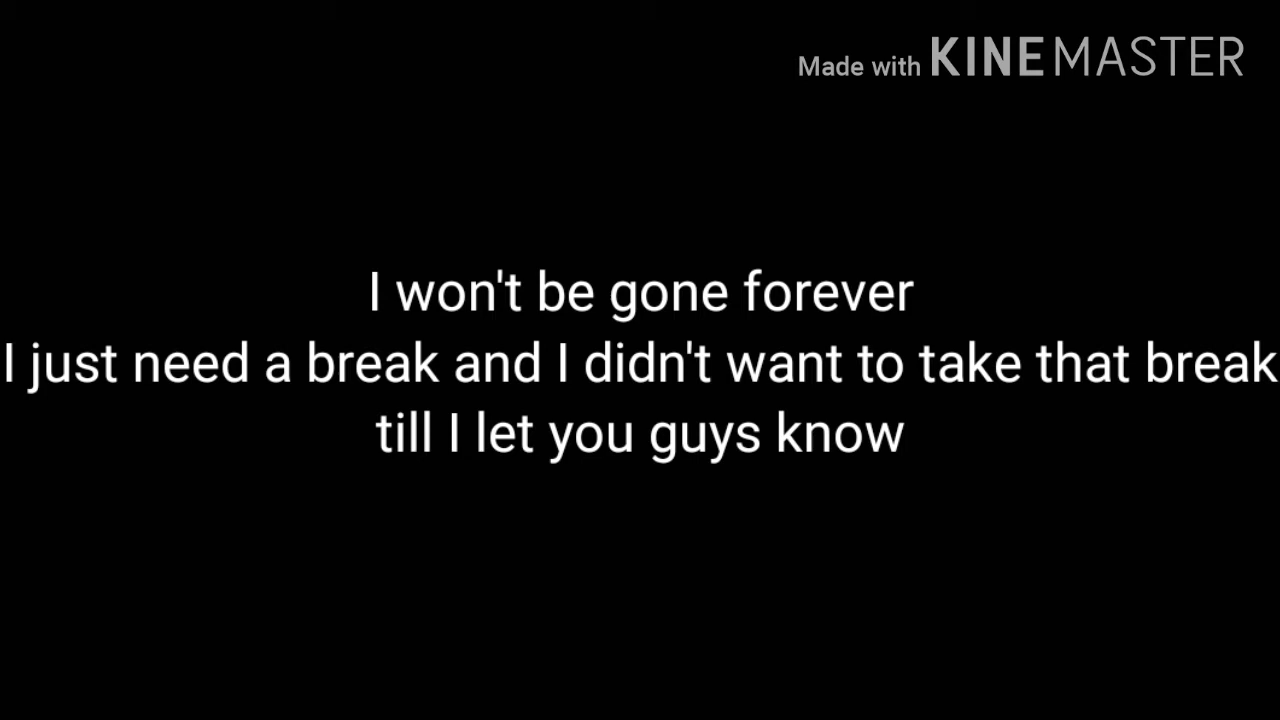 Made with KINEMASTER
I won't be gone forever
I just need a break and I didn't want to take that break
till I let you guys know